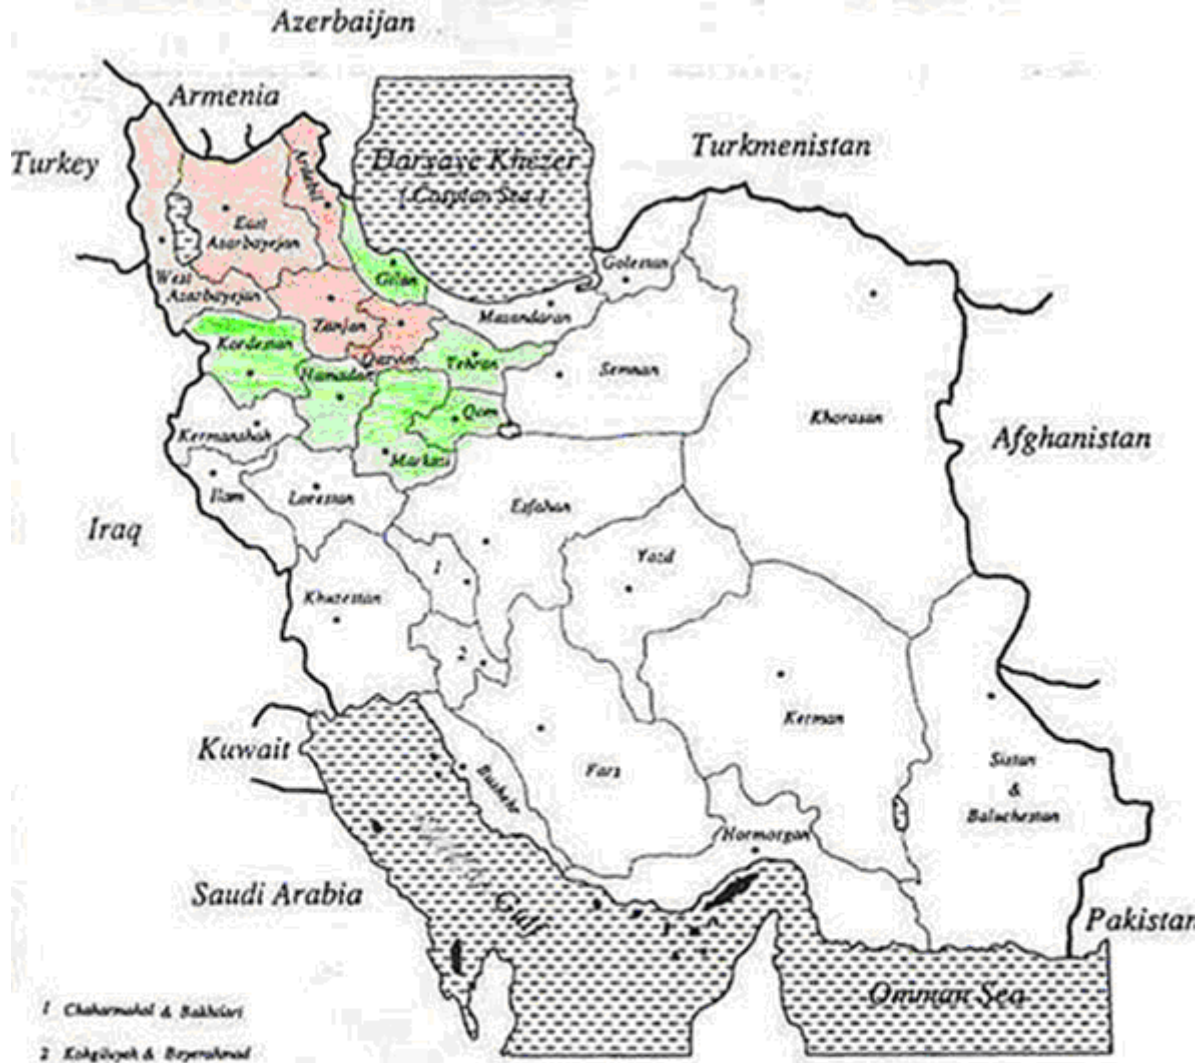 Azerbaijan
Armenia
Turkey
Turkmenistan
Daryaye Khezer
(Caspian Sea)
Ardabil
East
Azarbayejan
West
Azarbayejan
Gilan
Golestan
Mazandaran
Zanjan
Qazvin
Kordestan
Hamadan
Tehran
Semnan
Khorasan
Qom
Kermanshah
Markazi
Afghanistan
Ilam
Lorestan
Esfahan
Iraq
Yazd
1
Khuzestan
2
Kerman
Kuwait
Bushehr
Fars
Sistan
&
Baluchestan
Hormozgan
Saudi Arabia
Gulf
Pakistan
Omman Sea
1 Chaharmahal & Bakhtiari
2 Kohgiluyeh & Boyerahmad